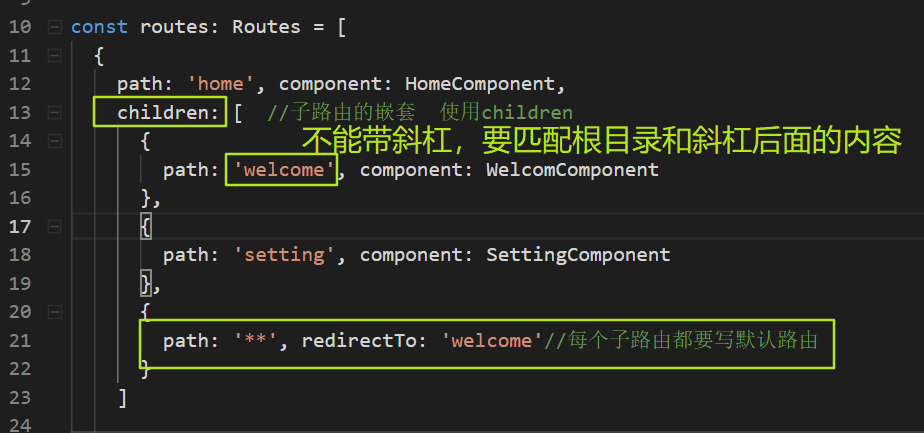 10 const routes: Routes = [
11 {
12 path: 'home', component: HomeComponent,
13 children: [ //子路由的嵌套 使用children
不能带斜杠，要匹配根目录和斜杠后面的内容
14 {
15 path: 'welcome', component: WelcomComponent
16 },
17 {
18 path: 'setting', component: SettingComponent
19 },
20 {
21 path: '**', redirectTo: 'welcome'//每个子路由都要写默认路由
22 }
23 ]
24